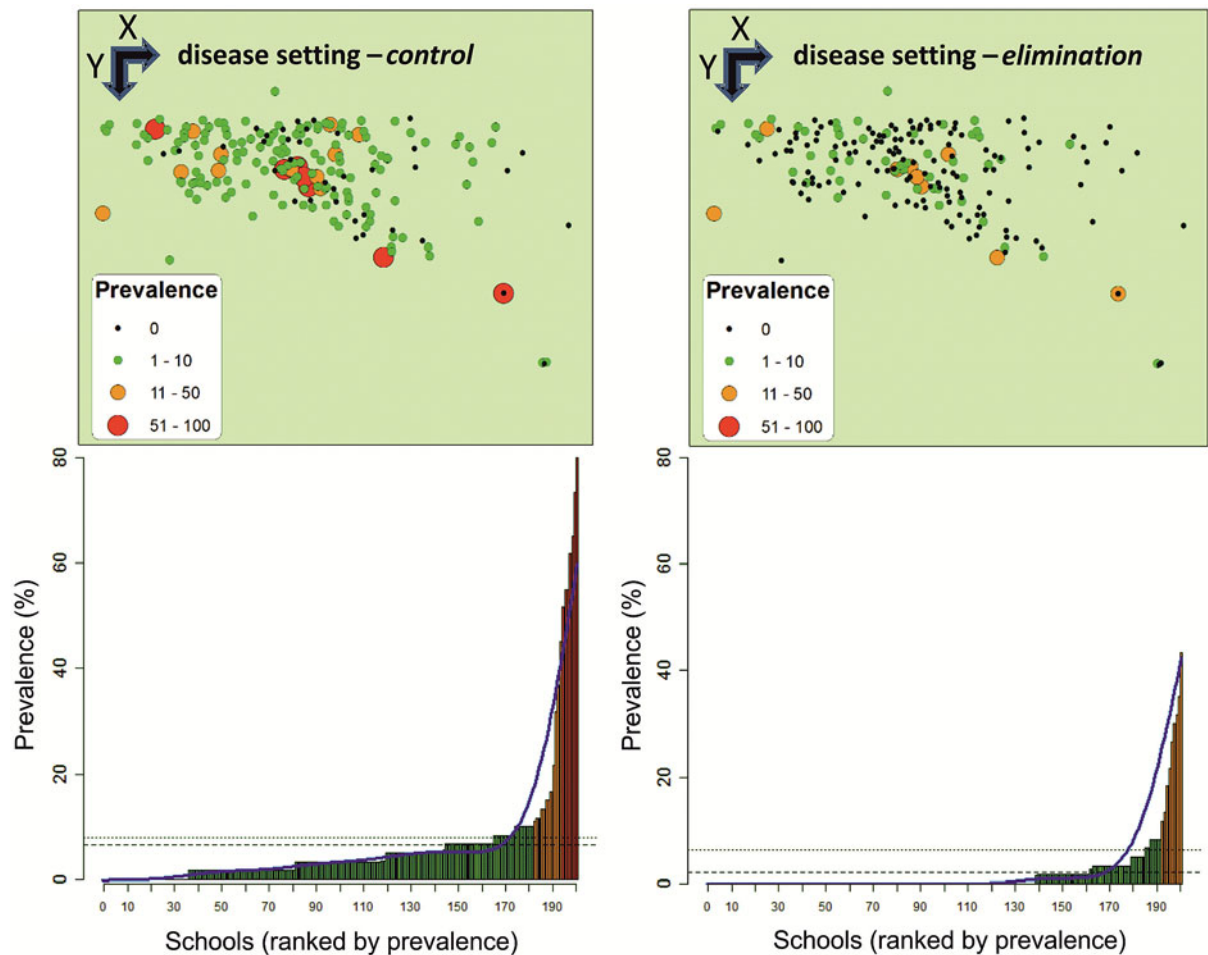 X
Y
disease setting – control
Prevalence
0
1 - 10
11 - 50
51 - 100
X
Y
disease setting – elimination
Prevalence
0
1 - 10
11 - 50
51 - 100
Prevalence (%)
80
60
40
20
0
0 10 30 50 70 90 110 130 150 170 190
Schools (ranked by prevalence)
Prevalence (%)
80
60
40
20
0
0 10 30 50 70 90 110 130 150 170 190
Schools (ranked by prevalence)